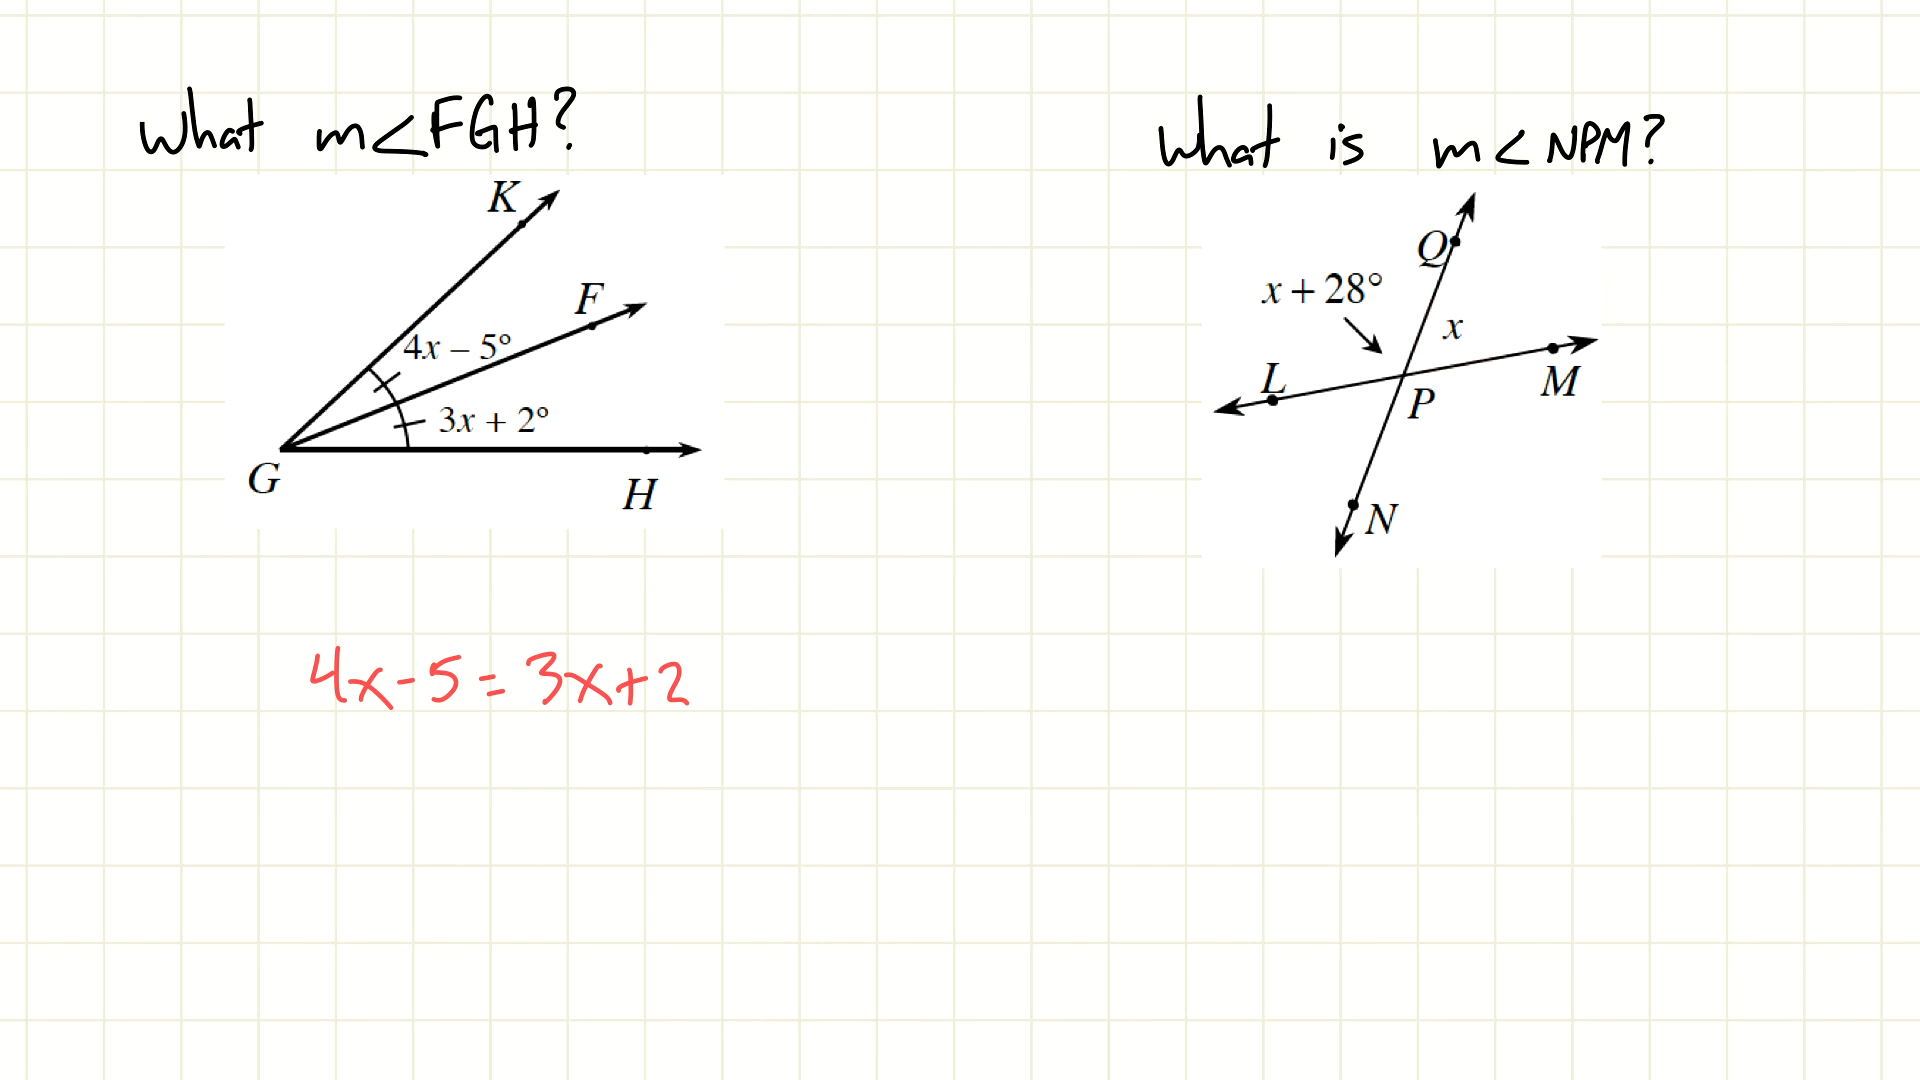 What m<FGH?
K
F
4x – 5°
3x + 2°
G
H
4x-5=3x+2
What is m<NPM?
Q
x + 28°
x
L
M
P
N